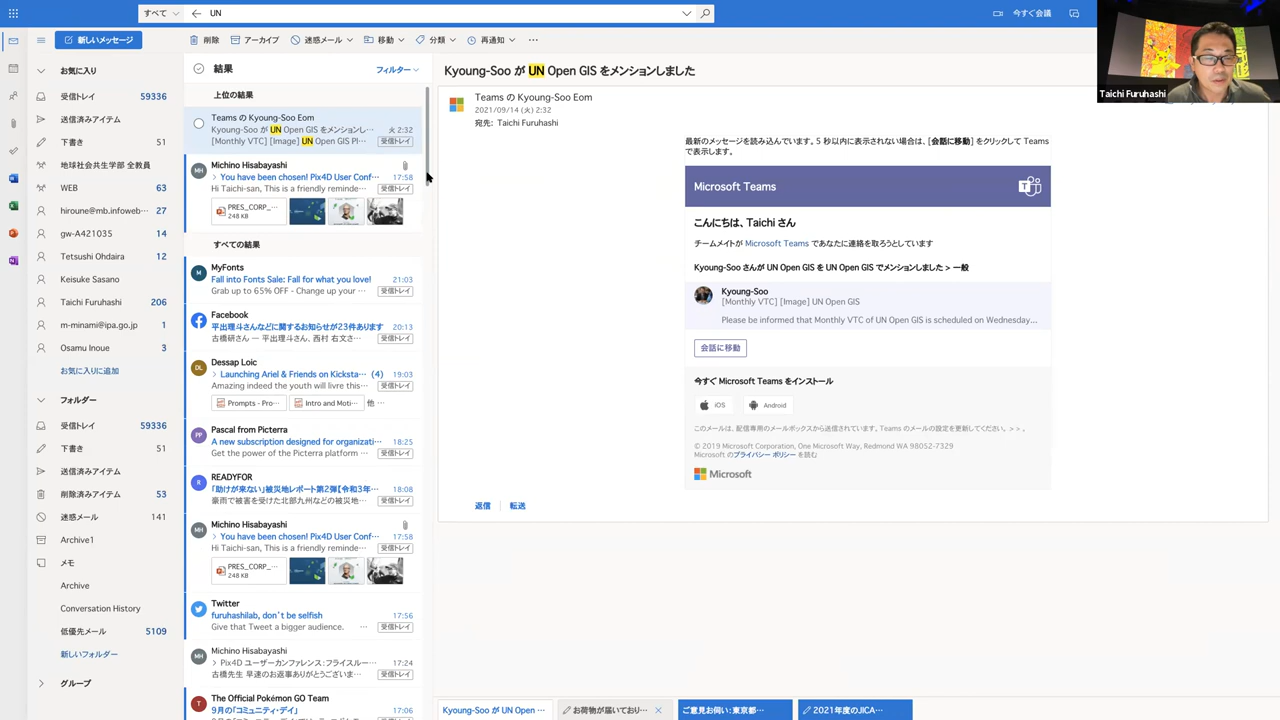 すべて
UN
今すぐ会議
新しいメッセージ
削除
アーカイブ
迷惑メール
移動
分類
再通知
お気に入り
受信トレイ 59336
送信済みアイテム
下書き 51
地球社会共生学部 全教員
WEB 63
hiroune@mb.infoweb… 27
gw-A421035 14
Tetsushi Ohdaira 12
Keisuke Sasano
Taichi Furuhashi 206
m-minami@ipa.go.jp 1
Osamu Inoue 3
お気に入りに追加
フォルダー
受信トレイ 59336
下書き 51
送信済みアイテム
削除済みアイテム 53
迷惑メール 141
Archive1
メモ
Archive
Conversation History
低優先メール 5109
新しいフォルダー
グループ
結果
フィルター
上位の結果
Teams の Kyoung-Soo Eom
Kyoung-Soo が UN Open GIS をメンションし… 火 2:32
[Monthly VTC] [Image] UN Open GIS Pl… 受信トレイ
MH
Michino Hisabayashi
You have been chosen! Pix4D User Conf… 17:58
Hi Taichi-san, This is a friendly reminde… 受信トレイ
PRES_CORP_…
248 KB
すべての結果
M
MyFonts
Fall into Fonts Sale: Fall for what you love! 21:03
Grab up to 65% OFF - Change up your … 受信トレイ
Facebook
平出理斗さんなどに関するお知らせが23件あります 20:13
古橋研さん — 平出理斗さん、西村 右文さ… 受信トレイ
DL
Dessap Loic
Launching Ariel & Friends on Kicksta… (4) 19:03
Amazing indeed the youth will livre this… 受信トレイ
Prompts - Pro…
Intro and Moti…
他 …
PP
Pascal from Picterra
A new subscription designed for organizati… 18:25
Get the power of the Picterra platform … 受信トレイ
R
READYFOR
「助けが来ない」被災地レポート第2弾【令和3年… 18:08
豪雨で被害を受けた北部九州などの被災地… 受信トレイ
MH
Michino Hisabayashi
You have been chosen! Pix4D User Conf… 17:58
Hi Taichi-san, This is a friendly reminde… 受信トレイ
PRES_CORP_…
248 KB
Twitter
furuhashilab, don't be selfish 17:56
Give that Tweet a bigger audience. … 受信トレイ
MH
Michino Hisabayashi
Pix4D ユーザーカンファレンス：フライスルー… 17:24
古橋先生 早速のお返事ありがとうございま… 受信トレイ
T
The Official Pokémon GO Team
9月の「コミュニティ・デイ」 17:06
受信トレイ
Kyoung-Soo が UN Open GIS をメンションしました
Teams の Kyoung-Soo Eom
2021/09/14 (火) 2:32
宛先: Taichi Furuhashi
最新のメッセージを読み込んでいます。5 秒以内に表示されない場合は、[会話に移動] をクリックして Teams
で表示します。
Microsoft Teams
こんにちは、Taichi さん
チームメイトが Microsoft Teams であなたに連絡を取ろうとしています
Kyoung-Soo さんが UN Open GIS を UN Open GIS でメンションしました > 一般
Kyoung-Soo
[Monthly VTC] [Image] UN Open GIS
Please be informed that Monthly VTC of UN Open GIS is scheduled on Wednesday…
会話に移動
今すぐ Microsoft Teams をインストール
iOS
Android
このメールは、配信専用のメールボックスから送信されています。Teams のメールの設定を更新してください。 > > 。
© 2019 Microsoft Corporation, One Microsoft Way, Redmond WA 98052-7329
Microsoft のプライバシー ポリシー を読む
Microsoft
返信
転送
Kyoung-Soo が UN Open …
お荷物が届いており…
ご意見お伺い：東京都…
2021年度のJICA…
Taichi Furuhashi